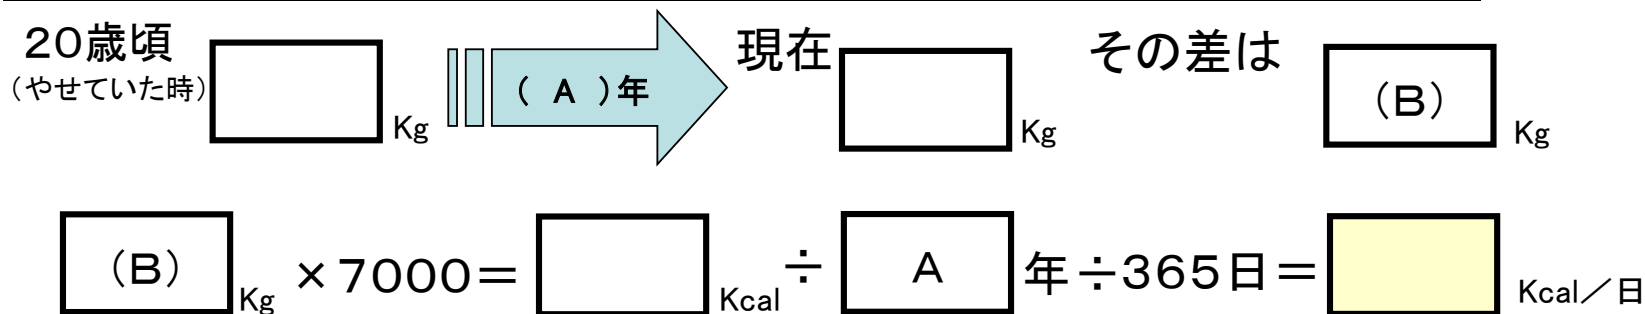 20歳頃
(やせていた時)
Kg
( A )年
現在
Kg
その差は
(B)
Kg
(B) Kg ×7000= Kcal ÷ A 年÷365日= Kcal/日